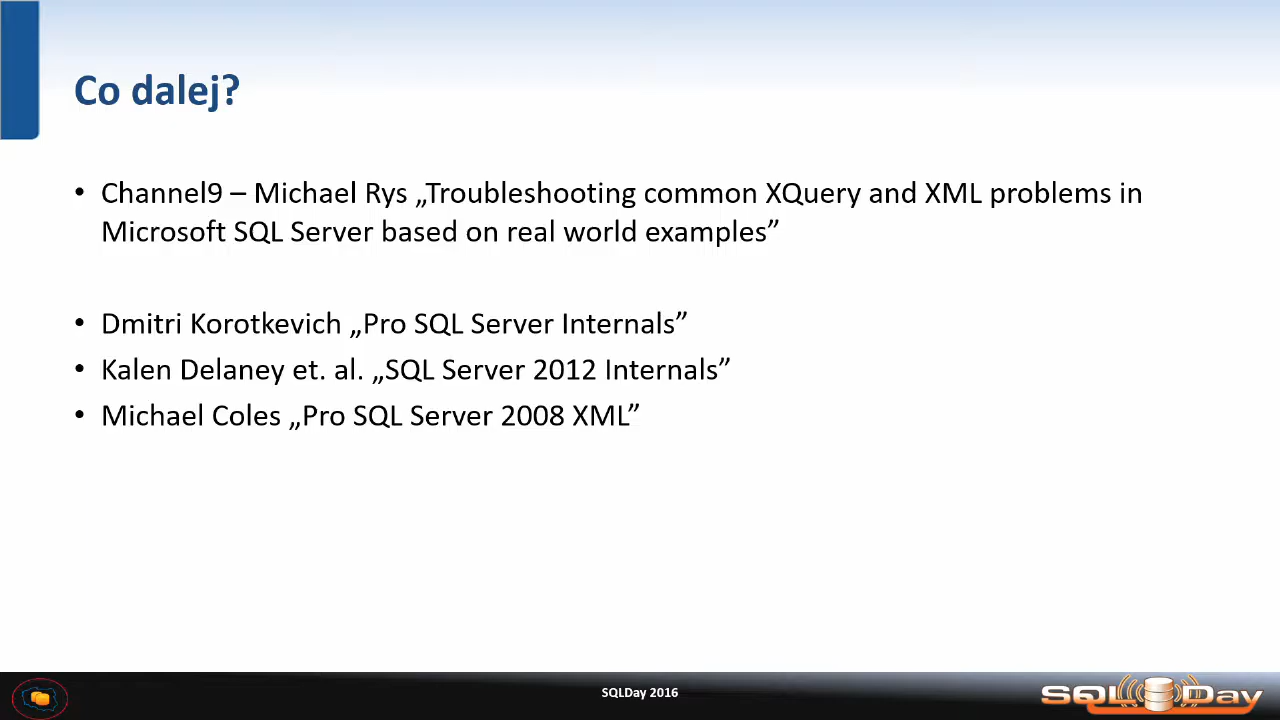 Co dalej?
• Channel9 – Michael Rys „Troubleshooting common XQuery and XML problems in
Microsoft SQL Server based on real world examples”
• Dmitri Korotkevich „Pro SQL Server Internals”
• Kalen Delaney et. al. „SQL Server 2012 Internals”
• Michael Coles „Pro SQL Server 2008 XML”
SQLDay 2016
SQL Day